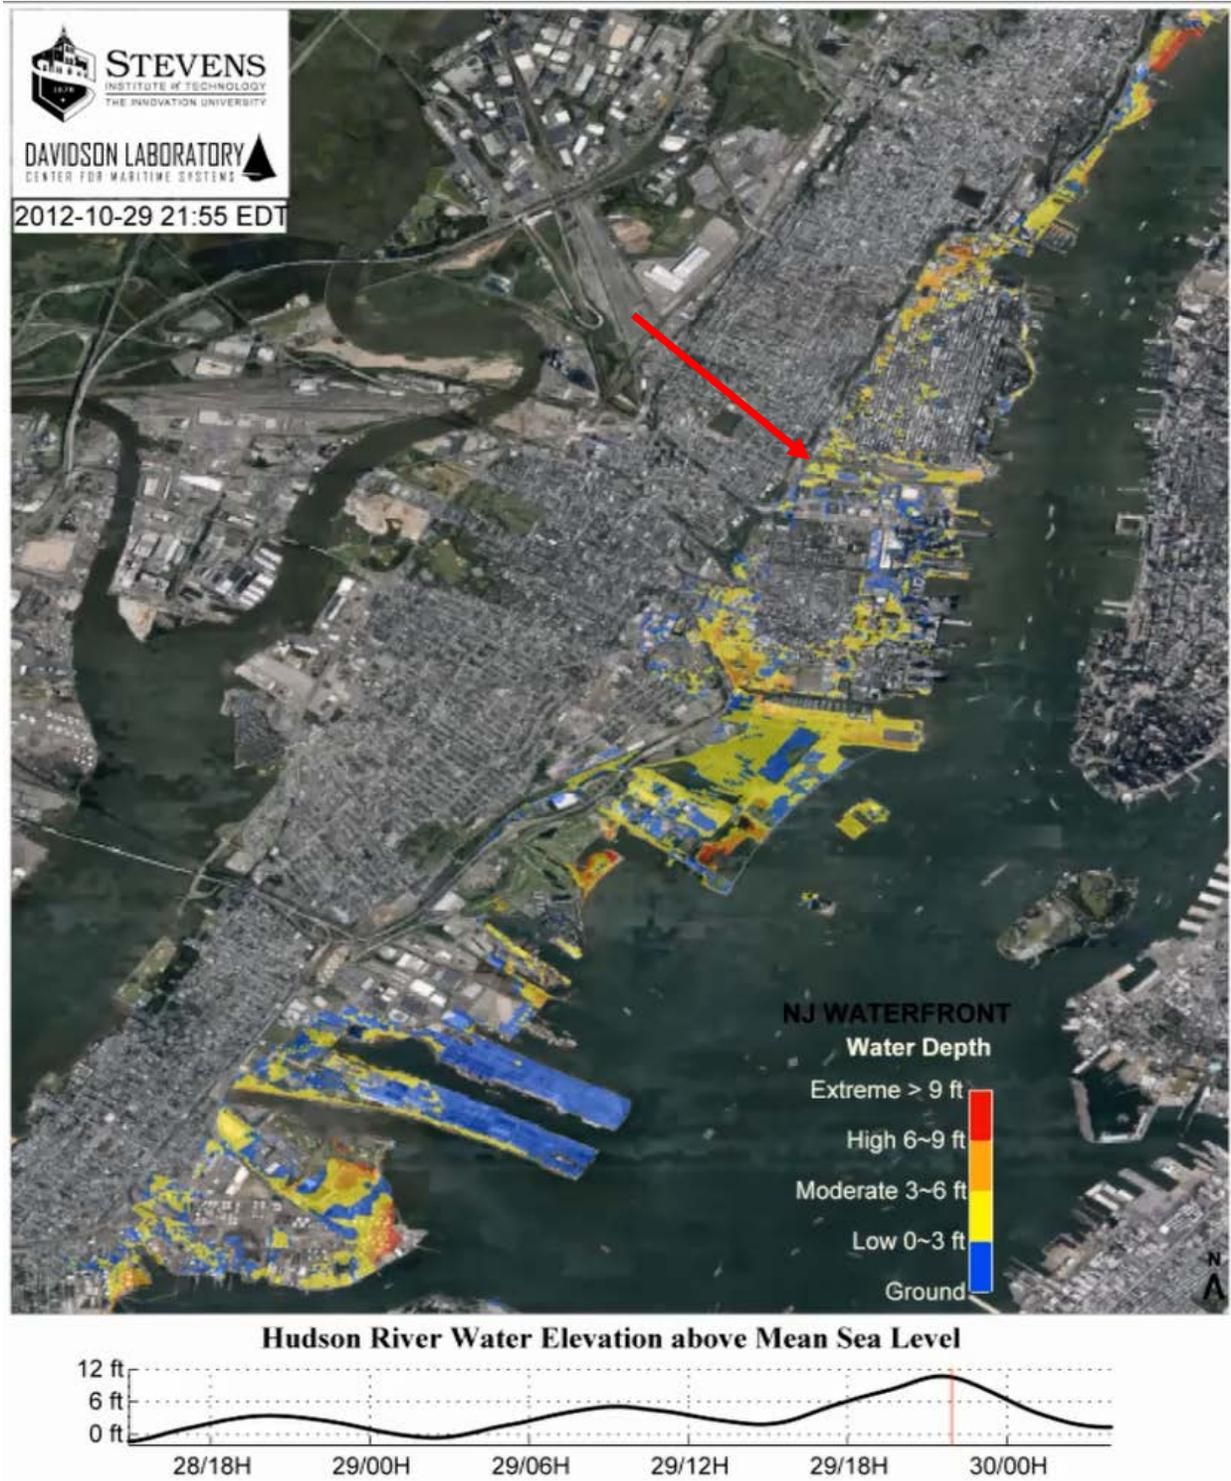 STEVENS
INSTITUTE of TECHNOLOGY
THE INNOVATION UNIVERSITY
1870
DAVIDSON LABORATORY
CENTER FOR MARITIME SYSTEMS
2012-10-29 21:55 EDT
NJ WATERFRONT
Water Depth
Extreme > 9 ft
High 6~9 ft
Moderate 3~6 ft
Low 0~3 ft
Ground
N
Hudson River Water Elevation above Mean Sea Level
12 ft
6 ft
0 ft
28/18H 29/00H 29/06H 29/12H 29/18H 30/00H